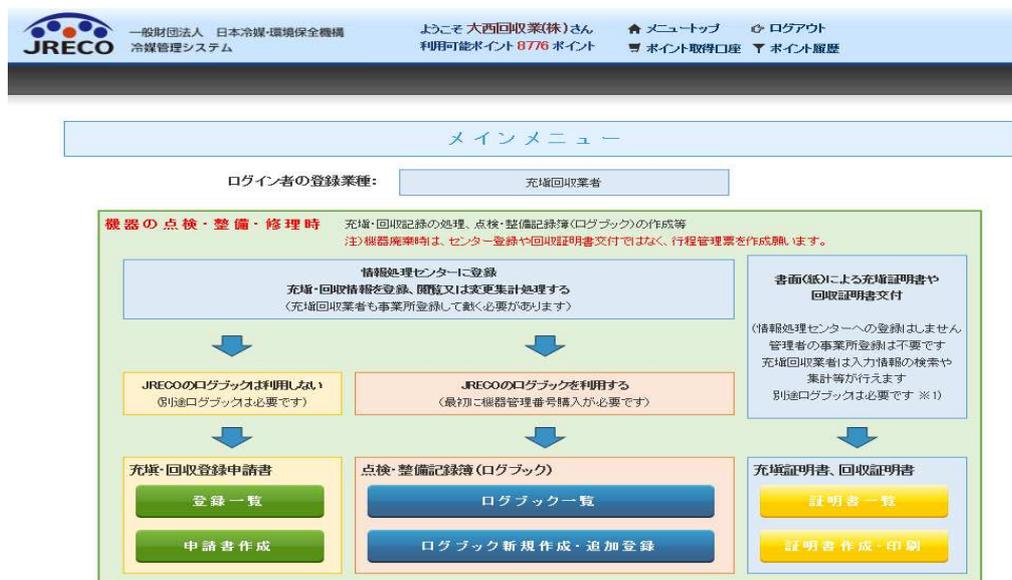 JRECO
一般財団法人 日本冷媒・環境保全機構
冷媒管理システム
ようこそ 大西回収業(株) さん
利用可能ポイント 8776 ポイント
メニュートップ
ログアウト
ポイント取得口座
ポイント履歴
メインメニュー
ログイン者の登録業種:
充塡回収業者
機器の点検・整備・修理時
充塡・回収記録の処理、点検・整備記録簿(ログブック)の作成等
注)機器廃棄時は、センター登録や回収証明書交付ではなく、行程管理票を作成願います。
情報処理センターに登録
充塡・回収情報を登録、閲覧又は変更集計処理する
(充塡回収業者も事業所登録して戴く必要があります)
書面(紙)による充塡証明書や
回収証明書交付
(情報処理センターへの登録はしません
管理者の事業所登録は不要です
充塡回収業者は入力情報の検索や
集計等が行えます
別途ログブックは必要です ※1)
JRECOのログブックは利用しない
(別途ログブックは必要です)
JRECOのログブックを利用する
(最初に機器管理番号購入が必要です)
充塡・回収登録申請書
登録一覧
申請書作成
点検・整備記録簿(ログブック)
ログブック一覧
ログブック新規作成・追加登録
充塡証明書、回収証明書
証明書一覧
証明書作成・印刷